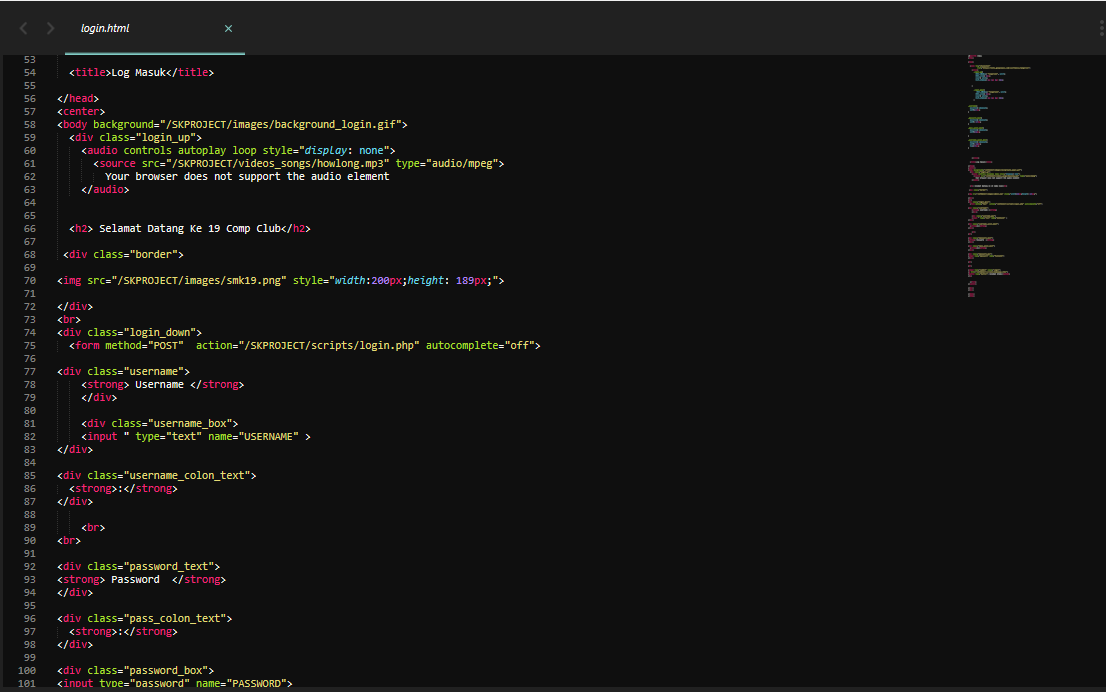 login.html ×
53
54 <title>Log Masuk</title>
55
56 </head>
57 <center>
58 <body background="/SKPROJECT/images/background_login.gif">
59 <div class="login_up">
60 <audio controls autoplay loop style="display: none">
61 <source src="/SKPROJECT/videos_songs/howlong.mp3" type="audio/mpeg">
62 Your browser does not support the audio element
63 </audio>
64
65
66 <h2> Selamat Datang Ke 19 Comp Club</h2>
67
68 <div class="border">
69
70 <img src="/SKPROJECT/images/smk19.png" style="width:200px;height: 189px;">
71
72 </div>
73 <br>
74 <div class="login_down">
75 <form method="POST"  action="/SKPROJECT/scripts/login.php" autocomplete="off">
76
77 <div class="username">
78 <strong> Username </strong>
79 </div>
80
81 <div class="username_box">
82 <input " type="text" name="USERNAME" >
83 </div>
84
85 <div class="username_colon_text">
86 <strong>:</strong>
87 </div>
88
89 <br>
90 <br>
91
92 <div class="password_text">
93 <strong> Password  </strong>
94 </div>
95
96 <div class="pass_colon_text">
97 <strong>:</strong>
98 </div>
99
100 <div class="password_box">
101 <input type="password" name="PASSWORD">